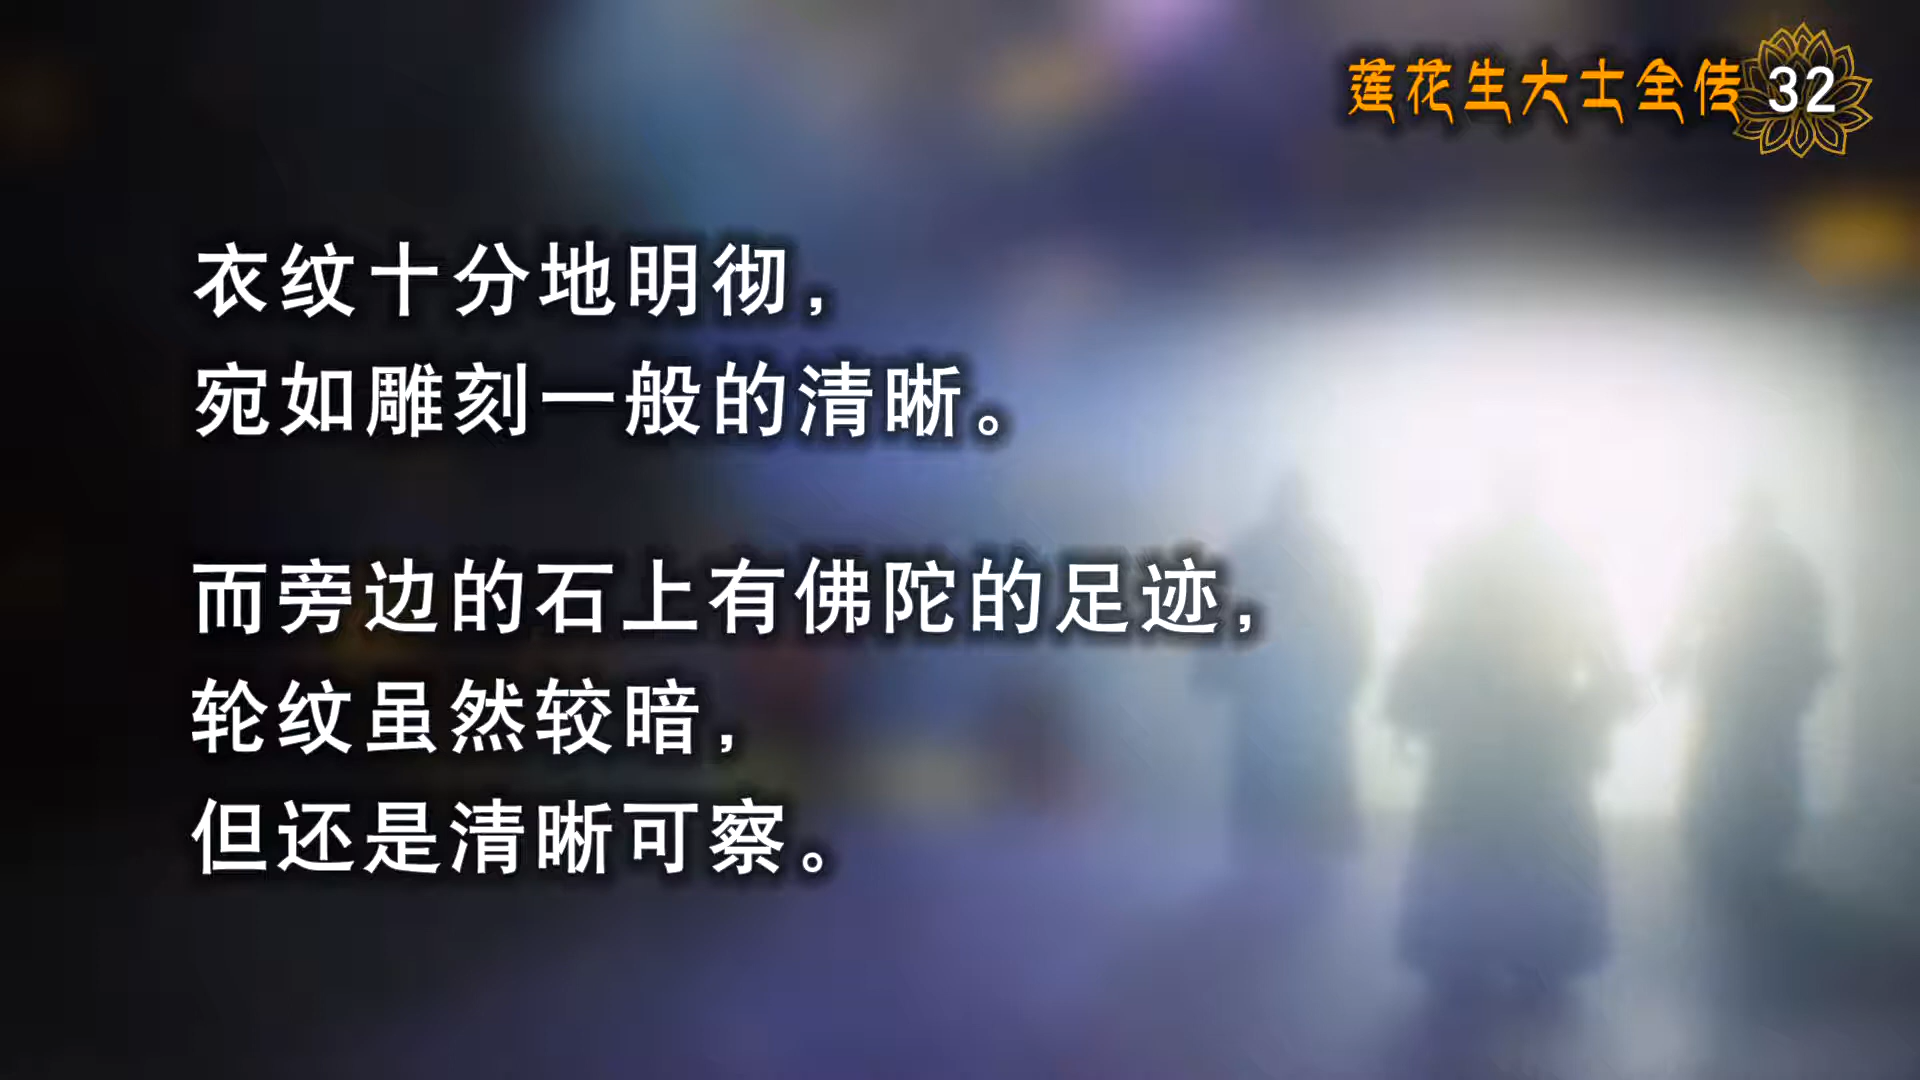 莲花生大士全传 32
衣纹十分地明彻，
宛如雕刻一般的清晰。
而旁边的石上有佛陀的足迹，
轮纹虽然较暗，
但还是清晰可察。